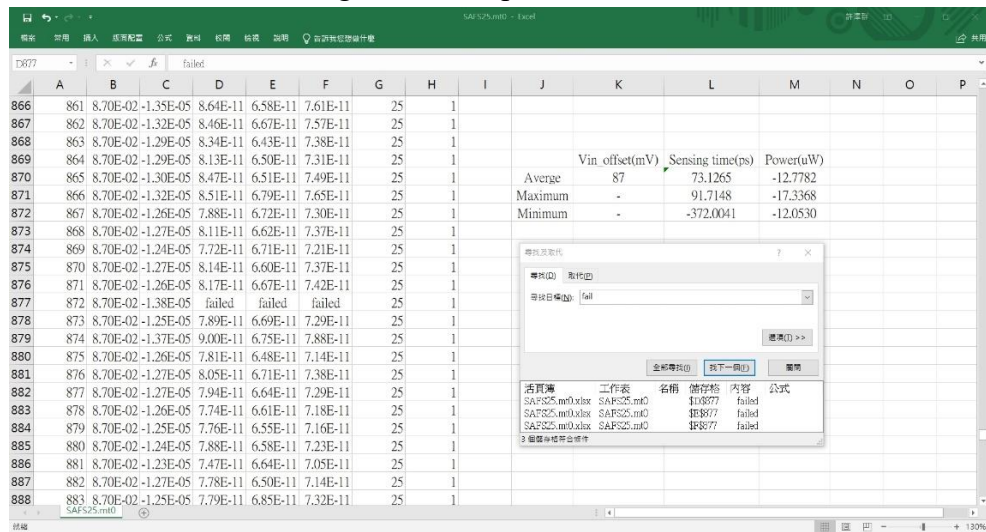 SAFS25.mt0 - Excel
檔案 常用 插入 版面配置 公式 資料 校閱 檢視 說明 告訴我您想做什麼 共用
D877 fx failed
A B C D E F G H I J K L M N O P
866 861 8.70E-02 -1.35E-05 8.64E-11 6.58E-11 7.61E-11 25 1
867 862 8.70E-02 -1.32E-05 8.46E-11 6.67E-11 7.57E-11 25 1
868 863 8.70E-02 -1.29E-05 8.34E-11 6.43E-11 7.38E-11 25 1
869 864 8.70E-02 -1.29E-05 8.13E-11 6.50E-11 7.31E-11 25 1 Vin_offset(mV) Sensing time(ps) Power(uW)
870 865 8.70E-02 -1.30E-05 8.47E-11 6.51E-11 7.49E-11 25 1 Averge 87 73.1265 -12.7782
871 866 8.70E-02 -1.32E-05 8.51E-11 6.79E-11 7.65E-11 25 1 Maximum - 91.7148 -17.3368
872 867 8.70E-02 -1.26E-05 7.88E-11 6.72E-11 7.30E-11 25 1 Minimum - -372.0041 -12.0530
873 868 8.70E-02 -1.27E-05 8.11E-11 6.62E-11 7.37E-11 25 1
874 869 8.70E-02 -1.24E-05 7.72E-11 6.71E-11 7.21E-11 25 1
875 870 8.70E-02 -1.27E-05 8.14E-11 6.60E-11 7.37E-11 25 1
876 871 8.70E-02 -1.26E-05 8.17E-11 6.67E-11 7.42E-11 25 1
877 872 8.70E-02 -1.38E-05 failed failed failed 25 1
878 873 8.70E-02 -1.25E-05 7.89E-11 6.69E-11 7.29E-11 25 1
879 874 8.70E-02 -1.37E-05 9.00E-11 6.75E-11 7.88E-11 25 1
880 875 8.70E-02 -1.26E-05 7.81E-11 6.48E-11 7.14E-11 25 1
881 876 8.70E-02 -1.27E-05 8.05E-11 6.71E-11 7.38E-11 25 1
882 877 8.70E-02 -1.27E-05 7.94E-11 6.64E-11 7.29E-11 25 1
883 878 8.70E-02 -1.26E-05 7.74E-11 6.61E-11 7.18E-11 25 1
884 879 8.70E-02 -1.25E-05 7.76E-11 6.55E-11 7.16E-11 25 1
885 880 8.70E-02 -1.24E-05 7.88E-11 6.58E-11 7.23E-11 25 1
886 881 8.70E-02 -1.23E-05 7.47E-11 6.64E-11 7.05E-11 25 1
887 882 8.70E-02 -1.27E-05 7.78E-11 6.50E-11 7.14E-11 25 1
888 883 8.70E-02 -1.25E-05 7.79E-11 6.85E-11 7.32E-11 25 1
尋找及取代 ? ×
尋找(D) 取代(P)
尋找目標(N): fail
選項(T) >>
全部尋找(I) 找下一個(F) 關閉
活頁簿 工作表 名稱 儲存格 內容 公式
SAFS25.mt0.xlsx SAFS25.mt0 $D$877 failed
SAFS25.mt0.xlsx SAFS25.mt0 $E$877 failed
SAFS25.mt0.xlsx SAFS25.mt0 $F$877 failed
3 個儲存格符合條件
SAFS25.mt0
就緒 130%